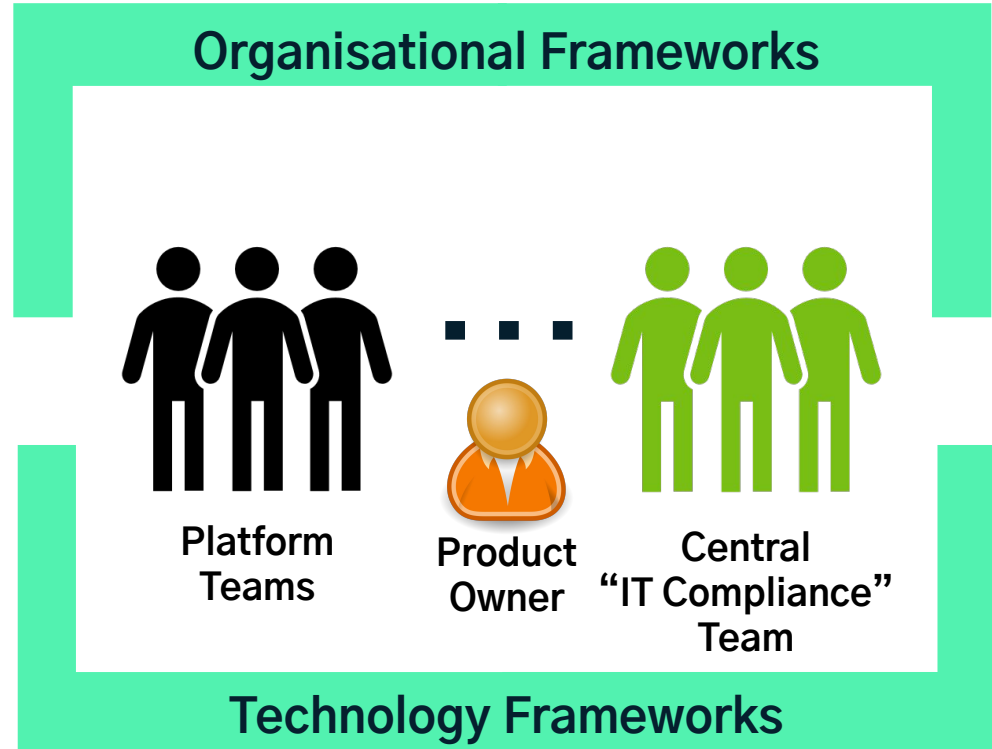 Organisational Frameworks
Platform
Teams
Product
Owner
Central
“IT Compliance”
Team
Technology Frameworks